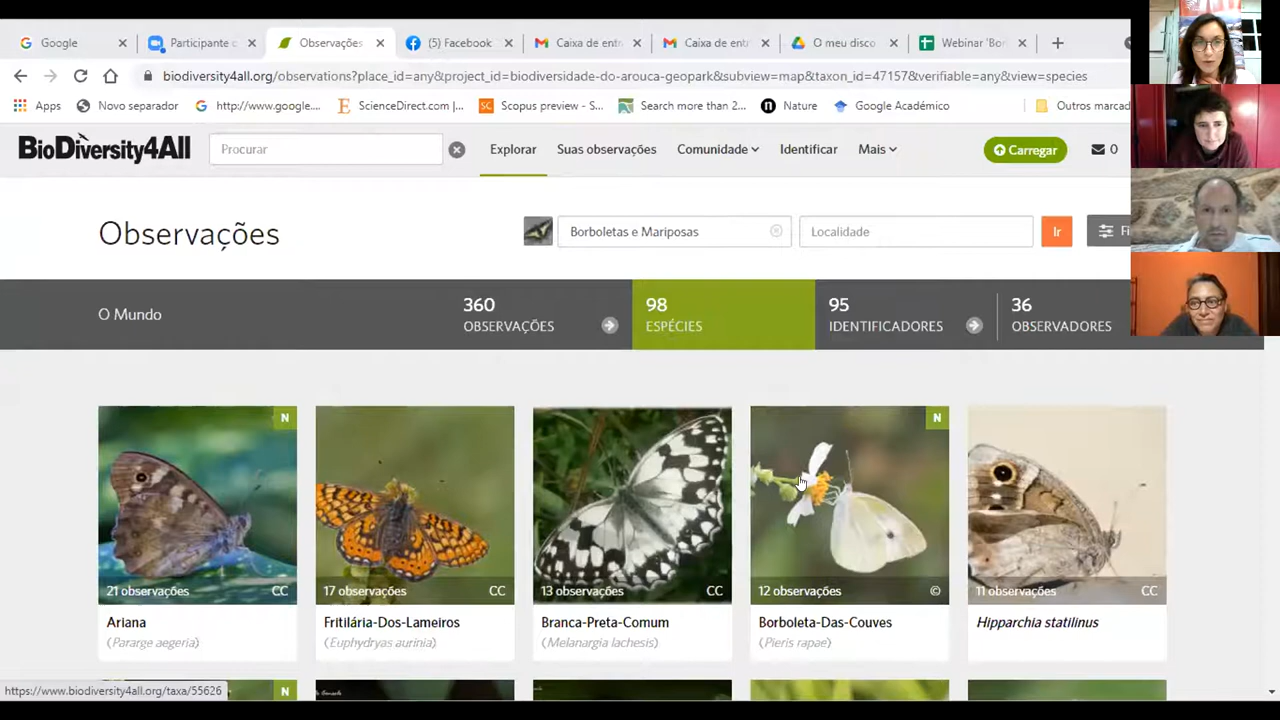 Google
Participante c
Observações
(5) Facebook
Caixa de entr
Caixa de entr
O meu disco
biodiversity4all.org/observations?place_id=any&project_id=biodiversidade-do-arouca-geopark&subview=map&taxon_id=47157&verifiable=any&view=species
Apps
Novo separador
http://www.google....
ScienceDirect.com |...
Scopus preview - S...
Search more than 2...
Nature
Google Académico
Outros marcad
BioDiversity4All
Procurar
Explorar
Suas observações
Comunidade
Identificar
Mais
Carregar
0
Observações
Borboletas e Mariposas
Localidade
Ir
Fi
O Mundo
360
OBSERVAÇÕES
98
ESPÉCIES
95
IDENTIFICADORES
36
OBSERVADORES
N
N
21 observações
CC
17 observações
CC
13 observações
CC
12 observações
©
11 observações
CC
Ariana
(Pararge aegeria)
Fritilária-Dos-Lameiros
(Euphydryas aurinia)
Branca-Preta-Comum
(Melanargia lachesis)
Borboleta-Das-Couves
(Pieris rapae)
Hipparchia statilinus
https://www.biodiversity4all.org/taxa/55626
N